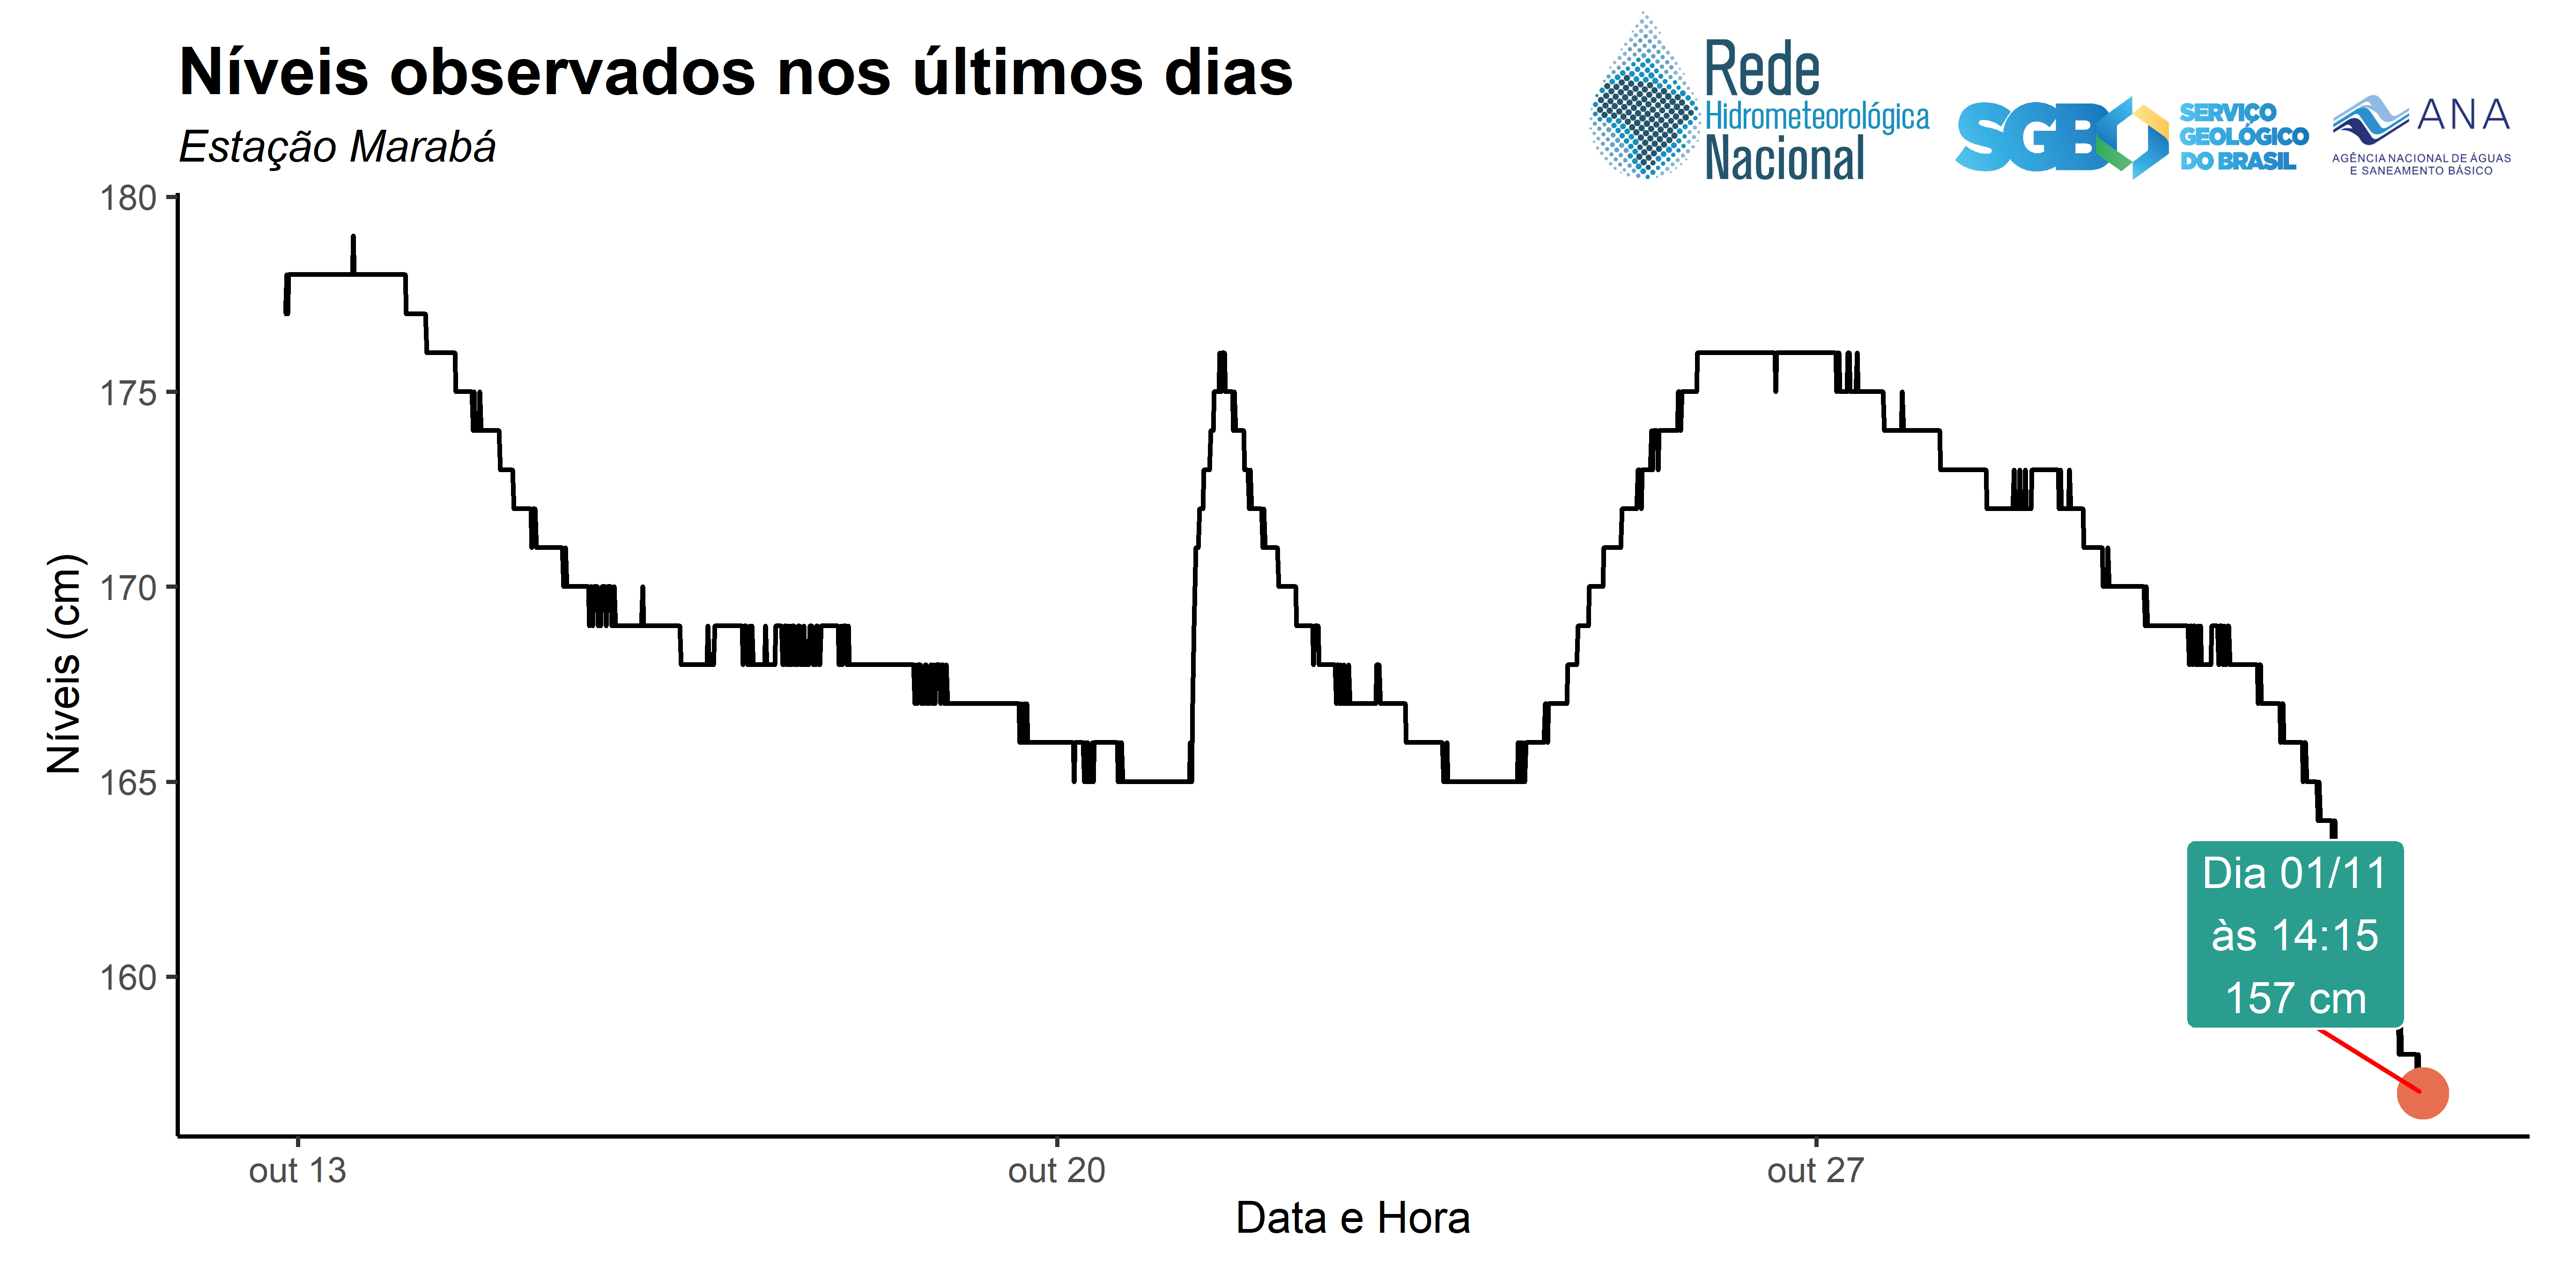 Níveis observados nos últimos dias
Estação Marabá
Rede
Hidrometeorológica
Nacional
SGB
SERVIÇO
GEOLÓGICO
DO BRASIL
ANA
AGÊNCIA NACIONAL DE ÁGUAS
E SANEAMENTO BÁSICO
180
175
170
165
160
Níveis (cm)
Dia 01/11
às 14:15
157 cm
out 13
out 20
out 27
Data e Hora